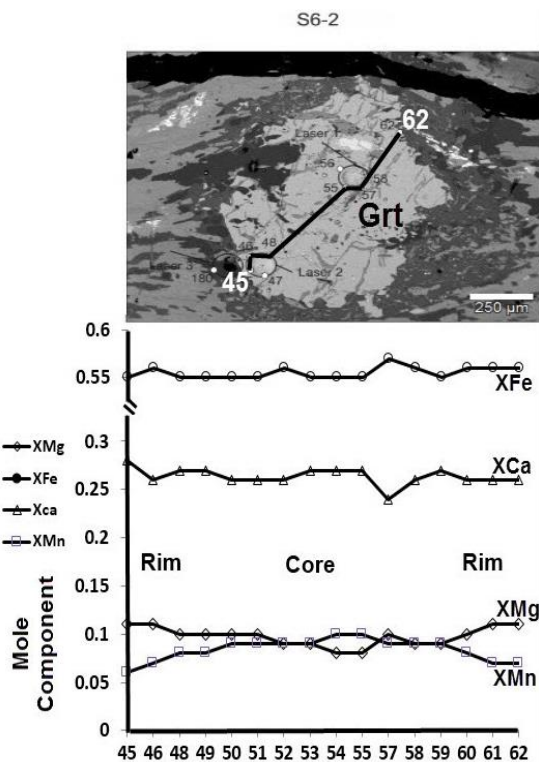 S6-2
62
62
Laser 1
56
58
55
57
Grt
46
48
Laser 3
45
Laser 2
180
47
250 µm
0.6
0.55
XFe
0.3
XCa
0.25
XMg
XFe
Xca
XMn
0.2
Rim
Core
Rim
0.15
XMg
0.1
0.05
XMn
0
Mole
Component
45 46 48 49 50 51 52 53 54 55 57 58 59 60 61 62